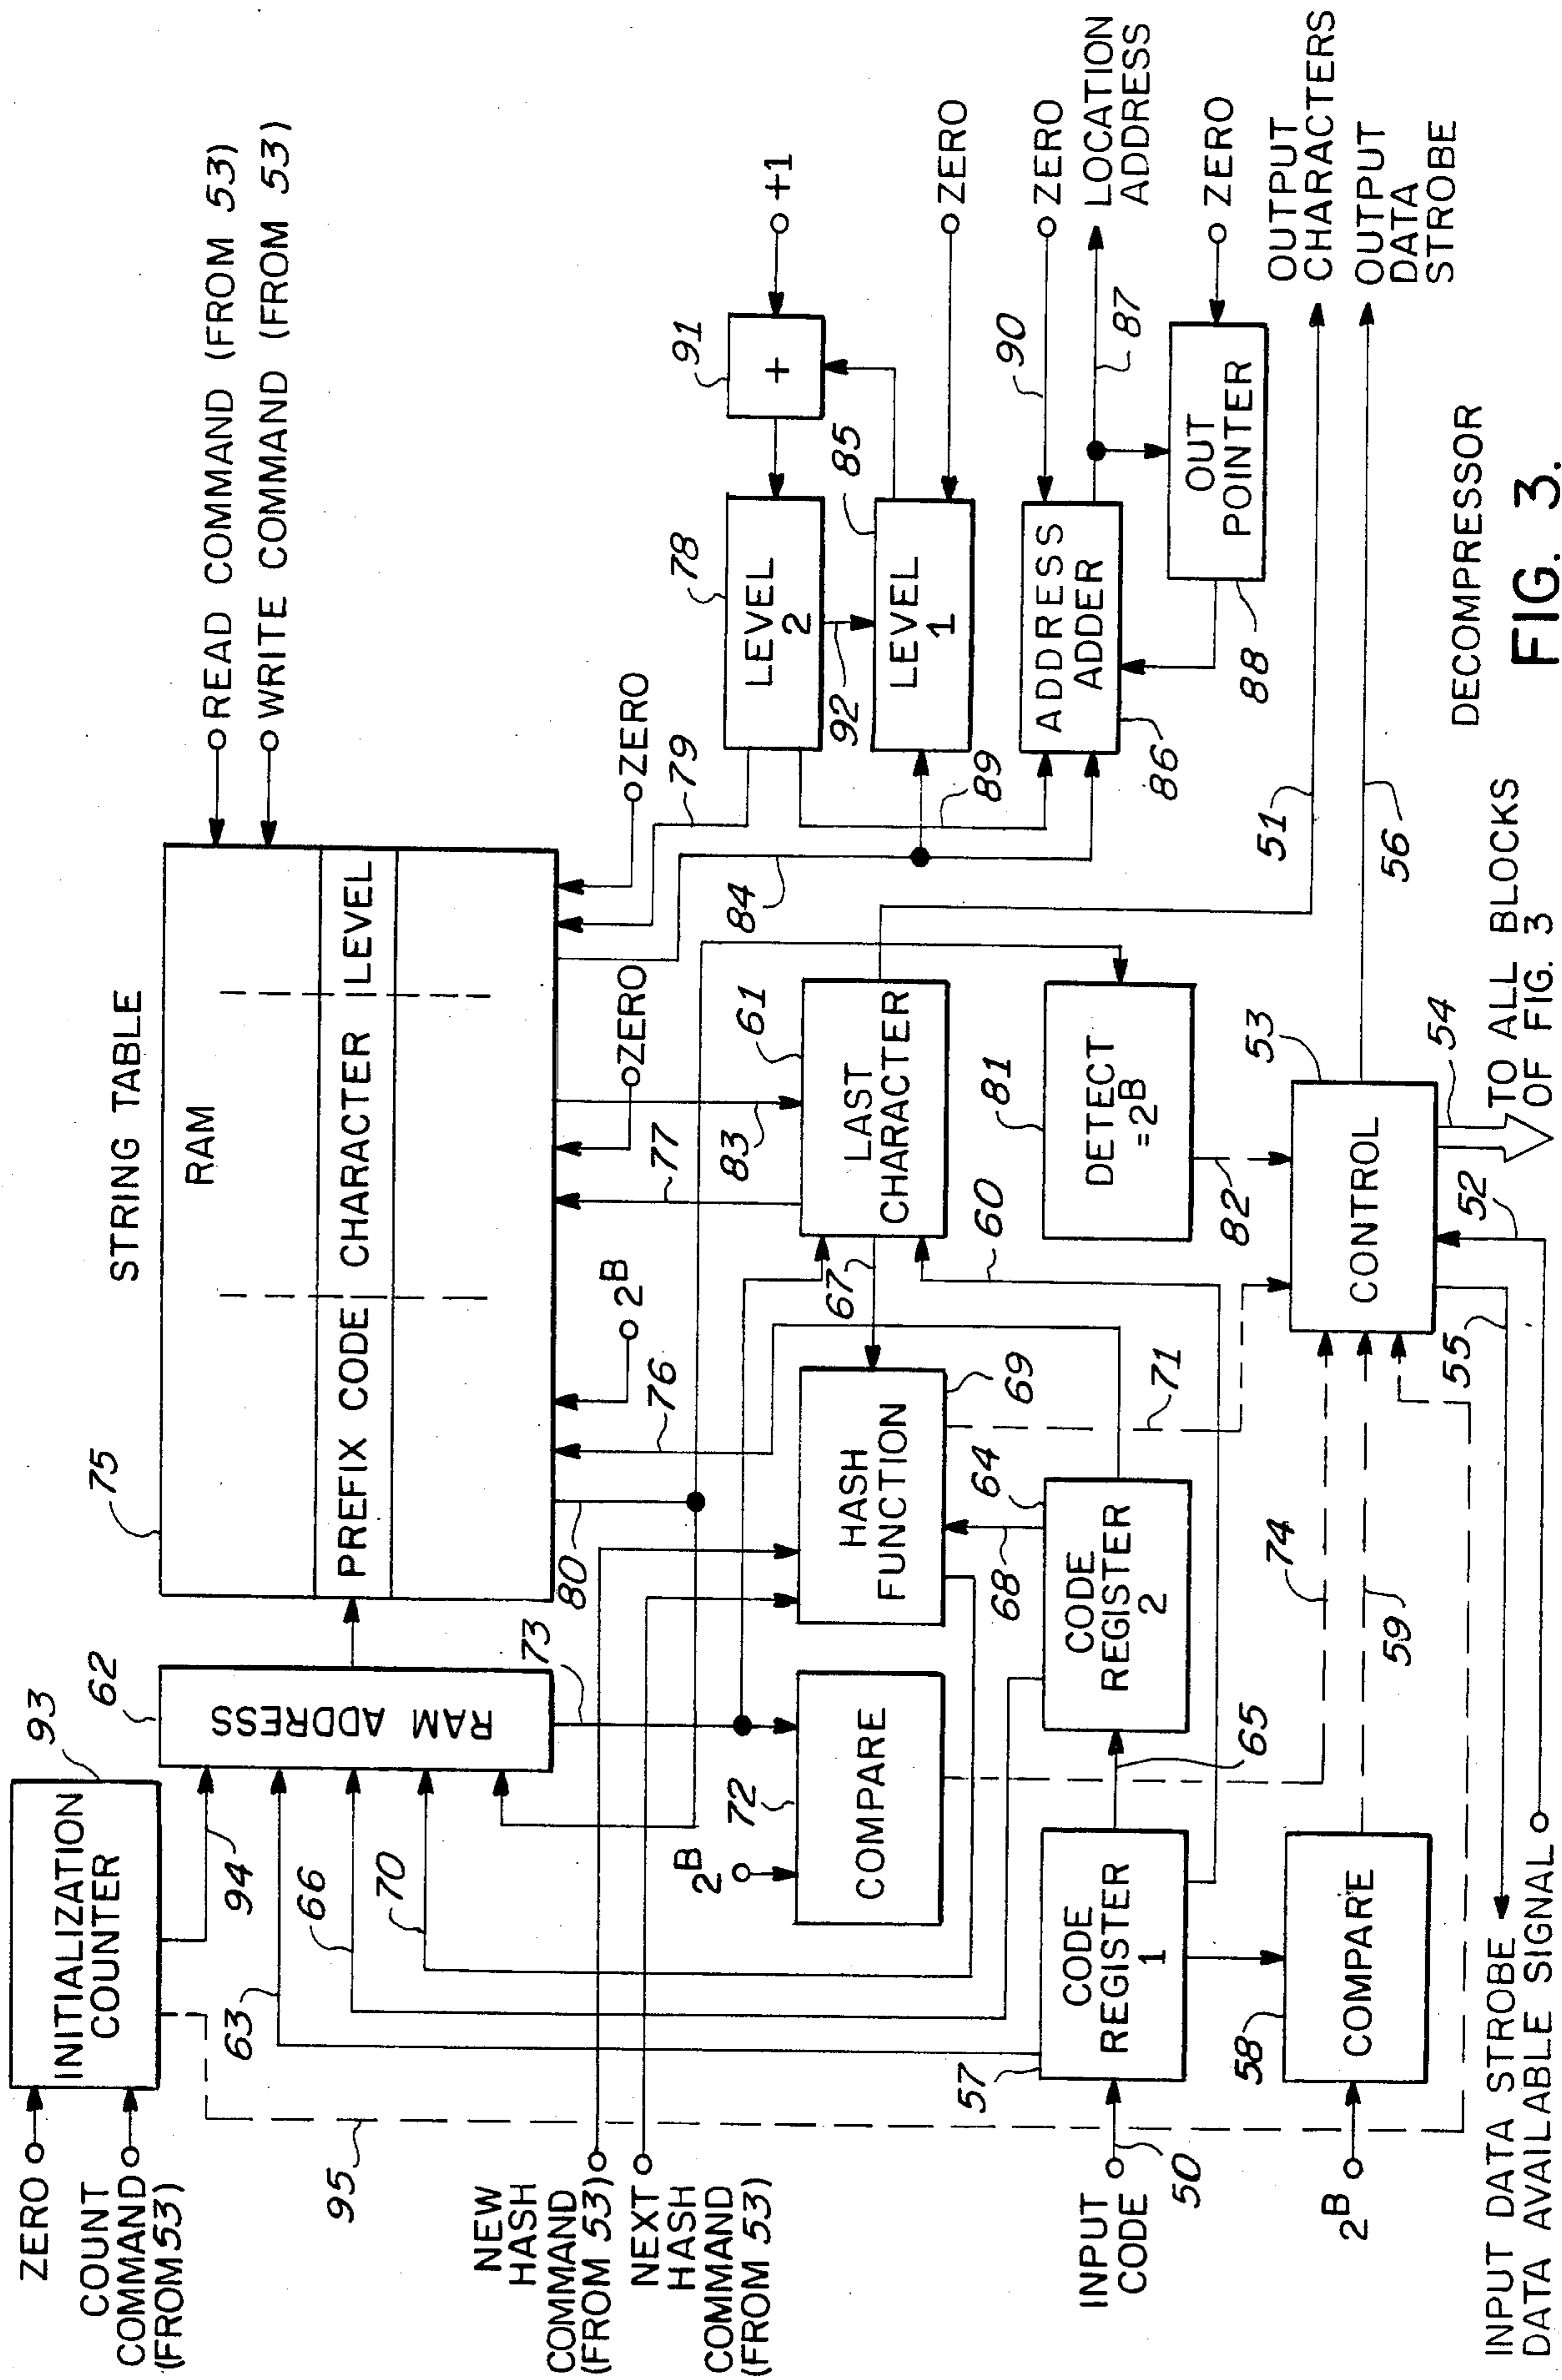 STRING TABLE
RAM
PREFIX CODE
CHARACTER
LEVEL
75
READ COMMAND (FROM 53)
WRITE COMMAND (FROM 53)
ZERO
COUNT
COMMAND
(FROM 53)
INITIALIZATION
COUNTER
93
94
95
RAM ADDRESS
62
63
66
70
73
80
76
2ᴮ
77
ZERO
83
84
79
ZERO
NEW
HASH
COMMAND
(FROM 53)
NEXT
HASH
COMMAND
(FROM 53)
2ᴮ
72
COMPARE
HASH
FUNCTION
69
67
68
71
LAST
CHARACTER
61
60
LEVEL
2
78
92
+
91
+1
LEVEL
1
85
ZERO
89
ADDRESS
ADDER
86
90
ZERO
87
LOCATION
ADDRESS
OUT
POINTER
88
ZERO
INPUT
CODE
50
CODE
REGISTER
1
57
65
CODE
REGISTER
2
64
DETECT
=2ᴮ
81
82
2ᴮ
58
COMPARE
74
59
CONTROL
53
52
55
54
TO ALL BLOCKS
OF FIG. 3
51
OUTPUT
CHARACTERS
56
OUTPUT
DATA
STROBE
INPUT DATA STROBE
DATA AVAILABLE SIGNAL
DECOMPRESSOR
FIG. 3.